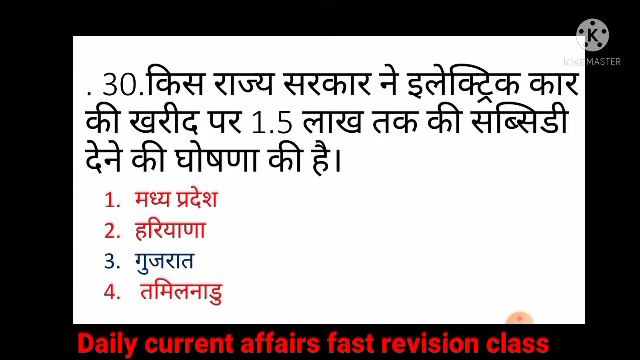 . 30.किस राज्य सरकार ने इलेक्ट्रिक कार
की खरीद पर 1.5 लाख तक की सब्सिडी
देने की घोषणा की है।
1. मध्य प्रदेश
2. हरियाणा
3. गुजरात
4. तमिलनाडु
Daily current affairs fast revision class
K
KINEMASTER